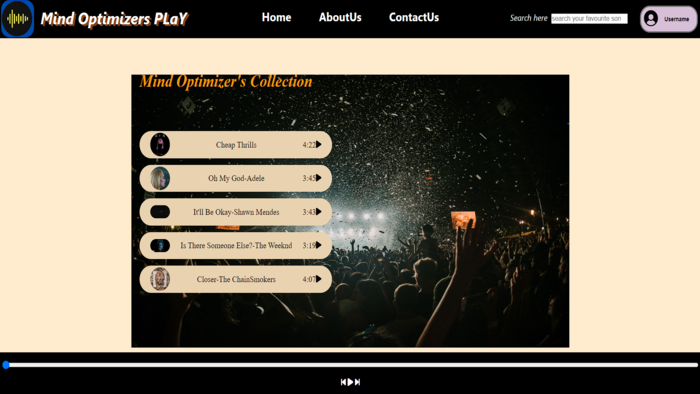 Mind Optimizers PLaY
Home AboutUs ContactUs
Search here search your favourite son
Username
Mind Optimizer's Collection
Cheap Thrills 4:22
Oh My God-Adele 3:45
It'll Be Okay-Shawn Mendes 3:43
Is There Someone Else?-The Weeknd 3:19
Closer-The ChainSmokers 4:07